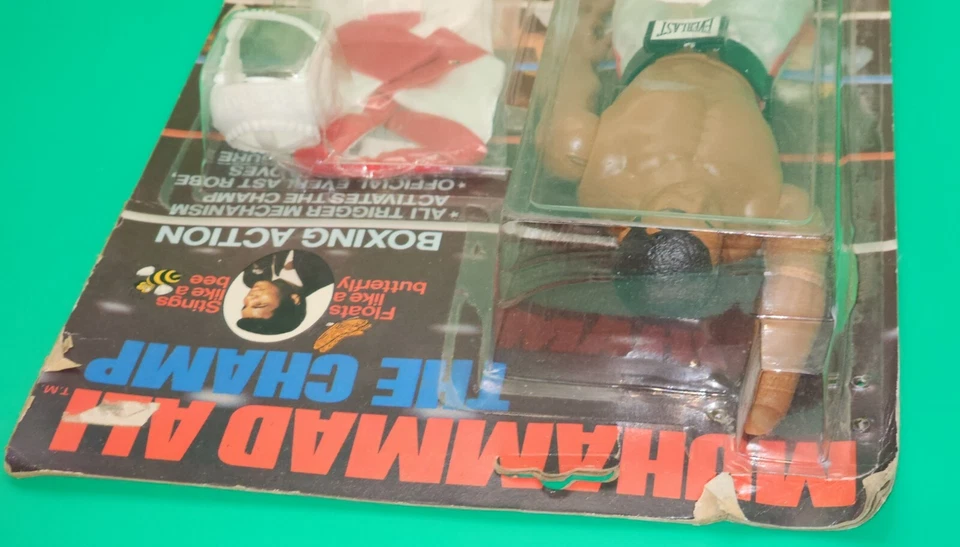 MUHAMMAD ALI™
THE CHAMP
Floats
like a
butterfly
Stings
like a
bee
BOXING ACTION
* ALI TRIGGER MECHANISM
ACTIVATES THE CHAMP
* OFFICIAL EVERLAST ROBE,
EVERLAST